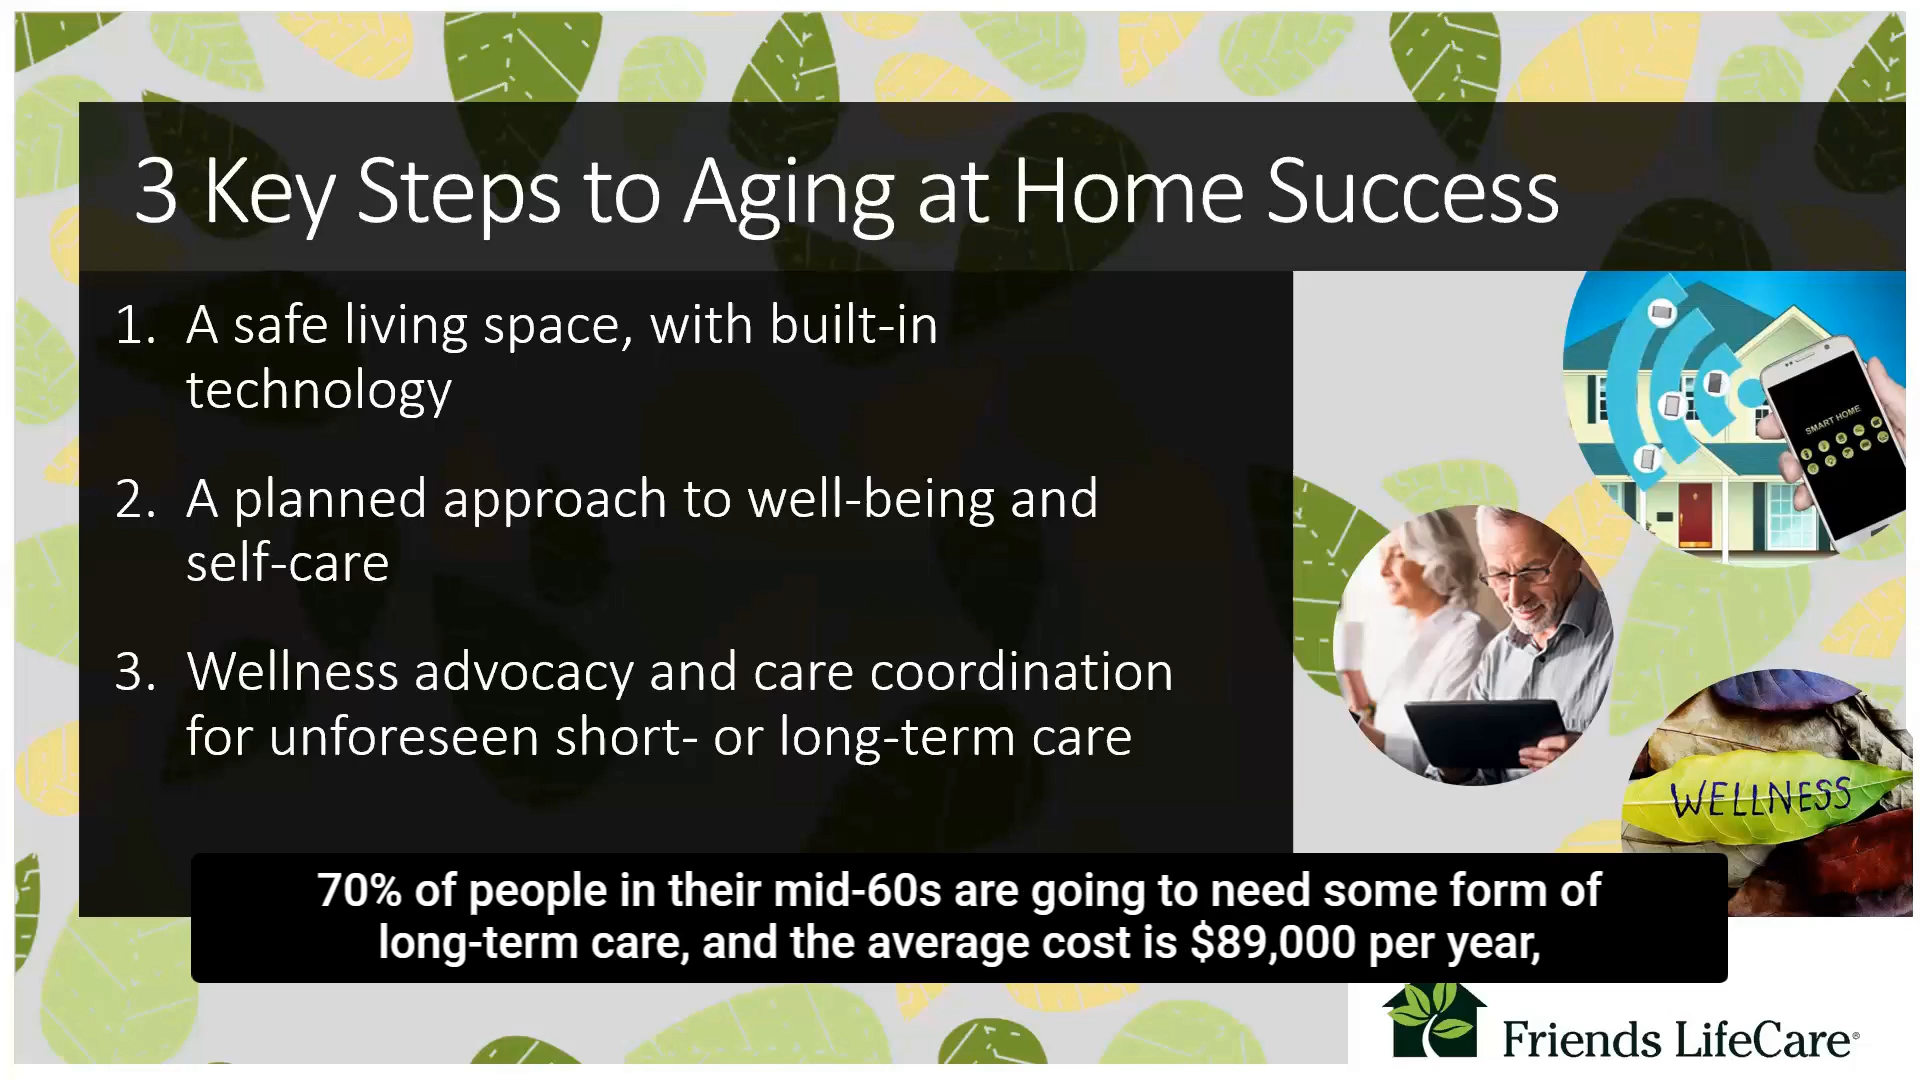 3 Key Steps to Aging at Home Success
1. A safe living space, with built-in
technology
2. A planned approach to well-being and
self-care
3. Wellness advocacy and care coordination
for unforeseen short- or long-term care
SMART HOME
WELLNESS
70% of people in their mid-60s are going to need some form of
long-term care, and the average cost is $89,000 per year,
Friends LifeCare®